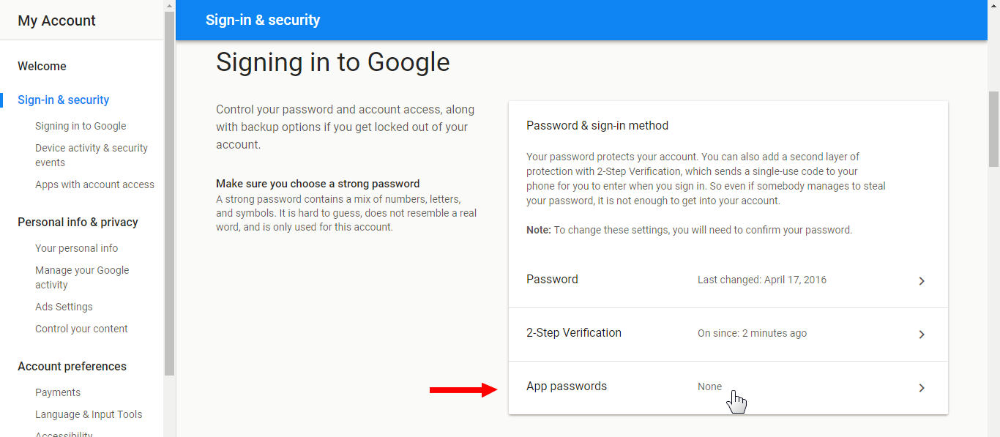 My Account
Welcome
Sign-in & security
Signing in to Google
Device activity & security
events
Apps with account access
Personal info & privacy
Your personal info
Manage your Google
activity
Ads Settings
Control your content
Account preferences
Payments
Language & Input Tools
Accessibility
Sign-in & security
Signing in to Google
Control your password and account access, along
with backup options if you get locked out of your
account.
Make sure you choose a strong password
A strong password contains a mix of numbers, letters,
and symbols. It is hard to guess, does not resemble a real
word, and is only used for this account.
Password & sign-in method
Your password protects your account. You can also add a second layer of
protection with 2-Step Verification, which sends a single-use code to your
phone for you to enter when you sign in. So even if somebody manages to steal
your password, it is not enough to get into your account.
Note: To change these settings, you will need to confirm your password.
Password Last changed: April 17, 2016
2-Step Verification On since: 2 minutes ago
App passwords None